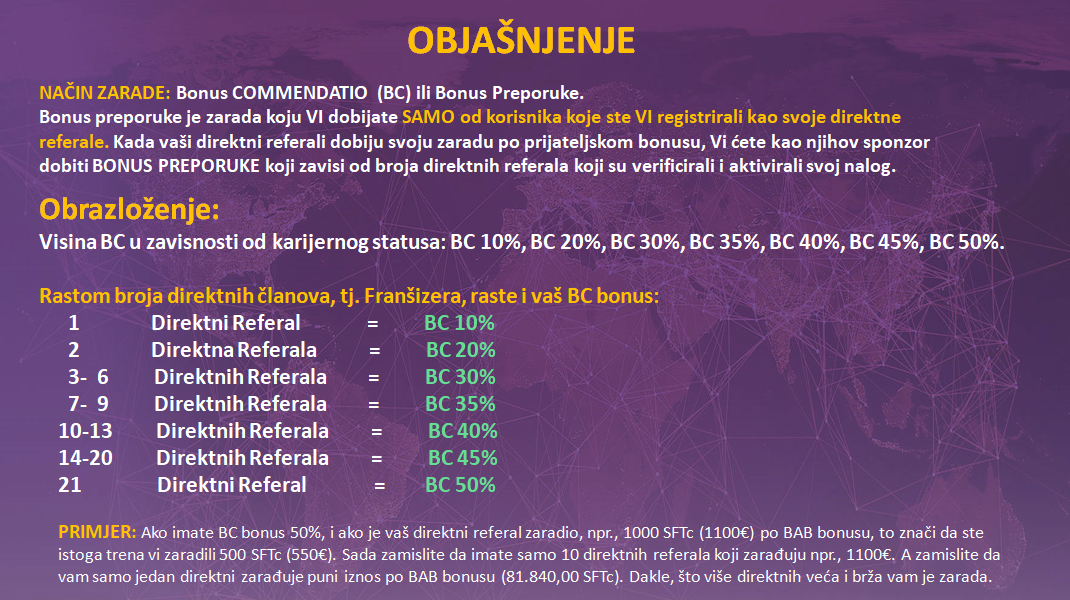 OBJAŠNJENJE
NAČIN ZARADE: Bonus COMMENDATIO (BC) ili Bonus Preporuke.
Bonus preporuke je zarada koju VI dobijate SAMO od korisnika koje ste VI registrirali kao svoje direktne
referale. Kada vaši direktni referali dobiju svoju zaradu po prijateljskom bonusu, Vi ćete kao njihov sponzor
dobiti BONUS PREPORUKE koji zavisi od broja direktnih referala koji su verificirali i aktivirali svoj nalog.
Obrazloženje:
Visina BC u zavisnosti od karijernog statusa: BC 10%, BC 20%, BC 30%, BC 35%, BC 40%, BC 45%, BC 50%.
Rastom broja direktnih članova, tj. Franšizera, raste i vaš BC bonus:
1 Direktni Referal = BC 10%
2 Direktna Referala = BC 20%
3- 6 Direktnih Referala = BC 30%
7- 9 Direktnih Referala = BC 35%
10-13 Direktnih Referala = BC 40%
14-20 Direktnih Referala = BC 45%
21 Direktni Referal = BC 50%
PRIMJER: Ako imate BC bonus 50%, i ako je vaš direktni referal zaradio, npr., 1000 SFTc (1100€) po BAB bonusu, to znači da ste
istoga trena vi zaradili 500 SFTc (550€). Sada zamislite da imate samo 10 direktnih referala koji zarađuju npr., 1100€. A zamislite da
vam samo jedan direktni zarađuje puni iznos po BAB bonusu (81.840,00 SFTc). Dakle, što više direktnih veća i brža vam je zarada.